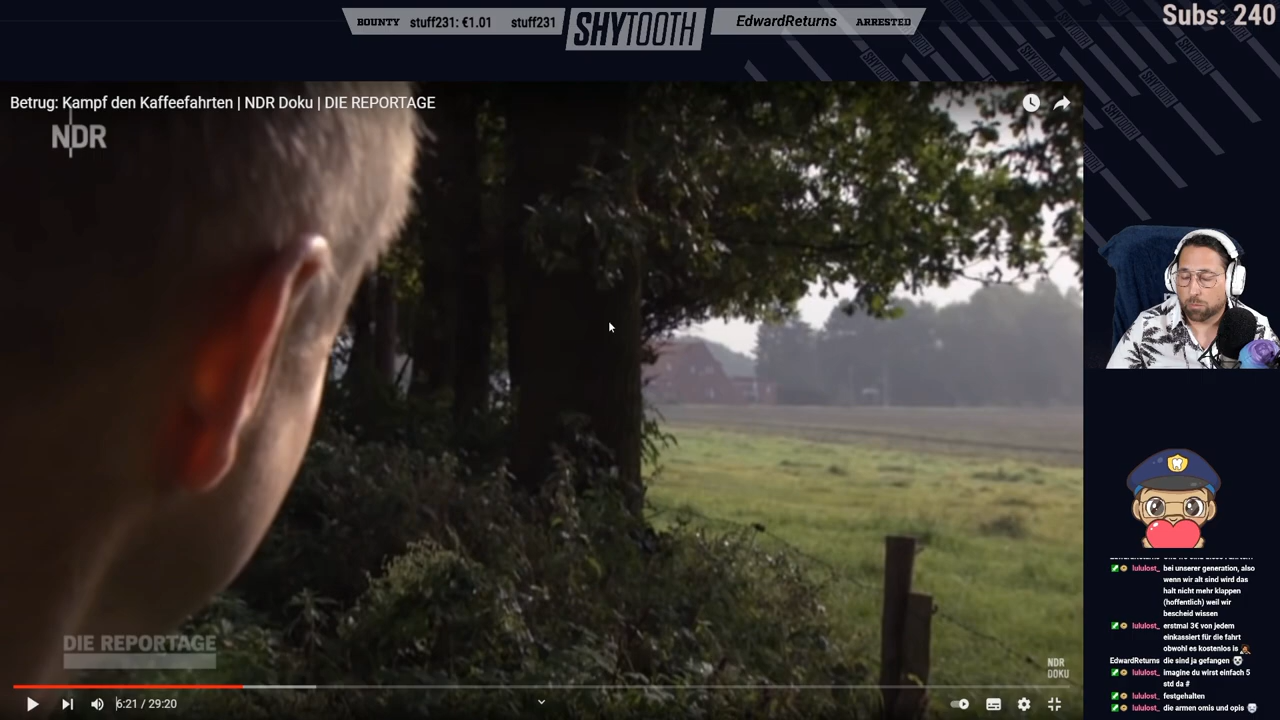 BOUNTY stuff231: €1.01 stuff231
SHYTOOTH
EdwardReturns ARRESTED
Subs: 240
Betrug: Kampf den Kaffeefahrten | NDR Doku | DIE REPORTAGE
NDR
DIE REPORTAGE
NDR
DOKU
6:21 / 29:20
lululost_ bei unserer generation, also
wenn wir alt sind wird das
halt nicht mehr klappen
(hoffentlich) weil wir
bescheid wissen
lululost_ erstmal 3€ von jedem
einkassiert für die fahrt
obwohl es kostenlos is
EdwardReturns die sind ja gefangen
lululost_ imagine du wirst einfach 5
std da #
lululost_ festgehalten
lululost_ die armen omis und opis